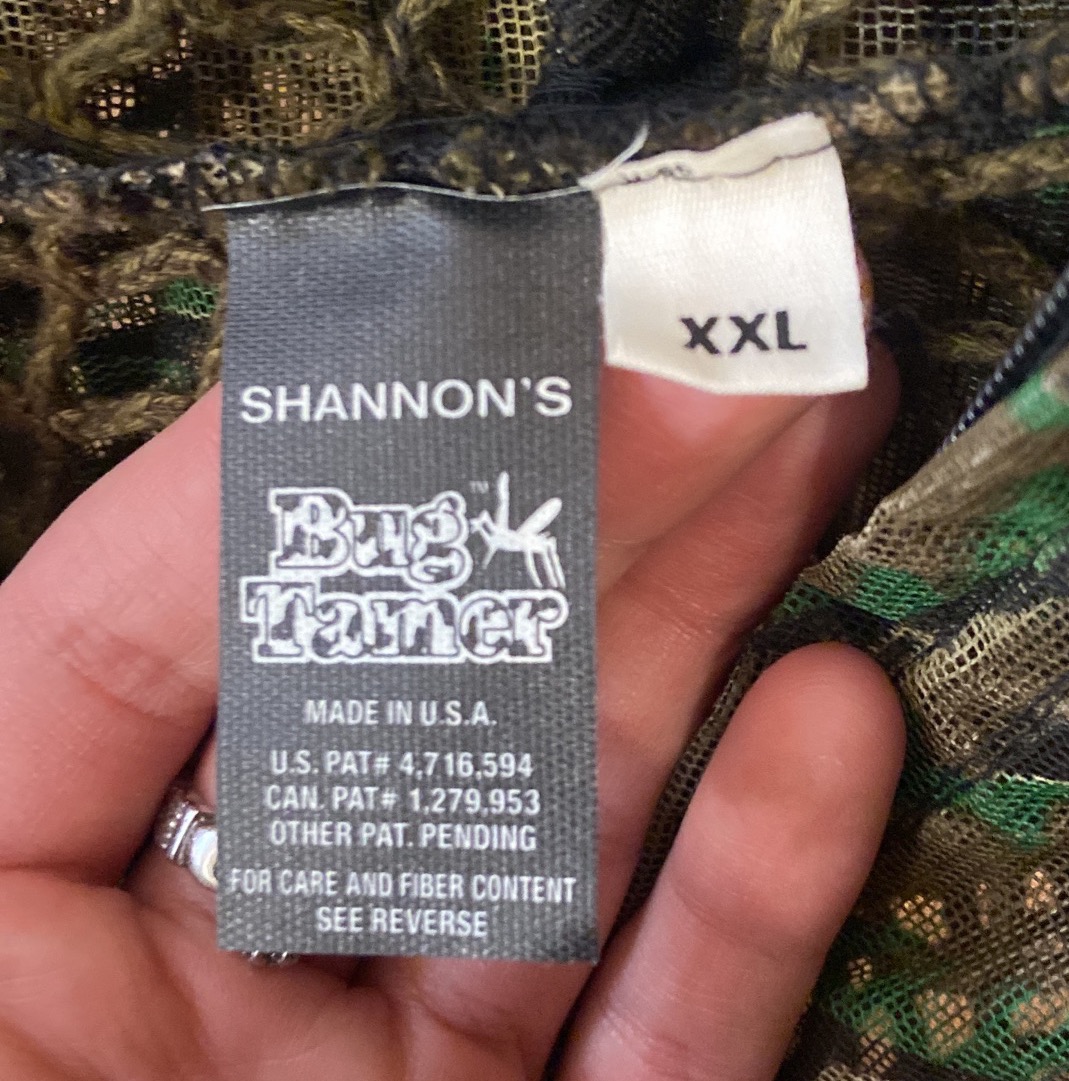 XXL
SHANNON'S
Bug™
Tamer
MADE IN U.S.A.
U.S. PAT# 4,716,594
CAN. PAT# 1,279.953
OTHER PAT. PENDING
FOR CARE AND FIBER CONTENT
SEE REVERSE